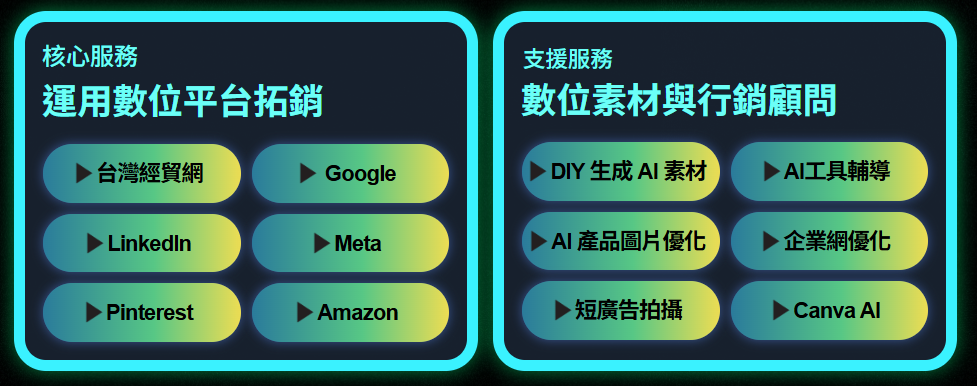 核心服務
運用數位平台拓銷
▶台灣經貿網
▶ Google
▶LinkedIn
▶Meta
▶Pinterest
▶Amazon
支援服務
數位素材與行銷顧問
▶DIY 生成 AI 素材
▶AI工具輔導
▶AI 產品圖片優化
▶企業網優化
▶短廣告拍攝
▶Canva AI